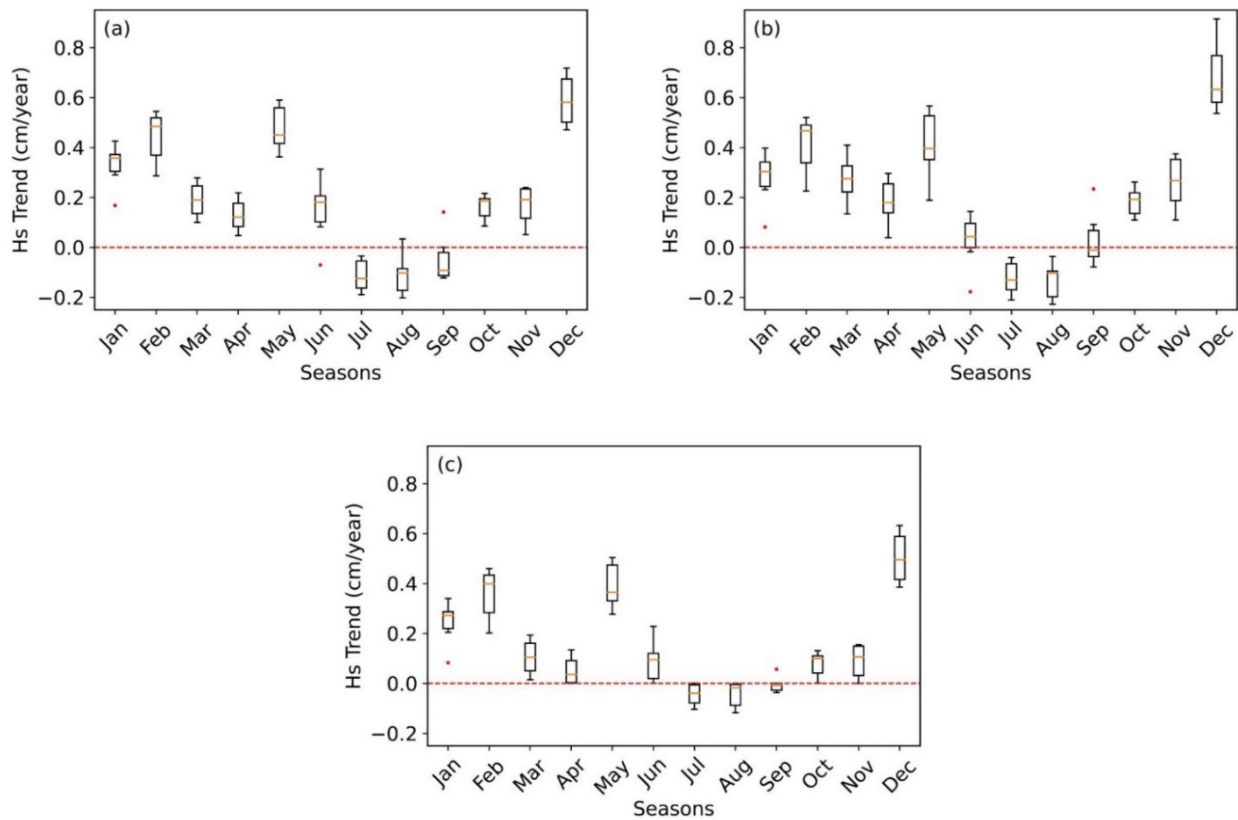 (a)
Hs Trend (cm/year)
0.8
0.6
0.4
0.2
0.0
−0.2
Jan Feb Mar Apr May Jun Jul Aug Sep Oct Nov Dec
Seasons
(b)
Hs Trend (cm/year)
0.8
0.6
0.4
0.2
0.0
−0.2
Jan Feb Mar Apr May Jun Jul Aug Sep Oct Nov Dec
Seasons
(c)
Hs Trend (cm/year)
0.8
0.6
0.4
0.2
0.0
−0.2
Jan Feb Mar Apr May Jun Jul Aug Sep Oct Nov Dec
Seasons